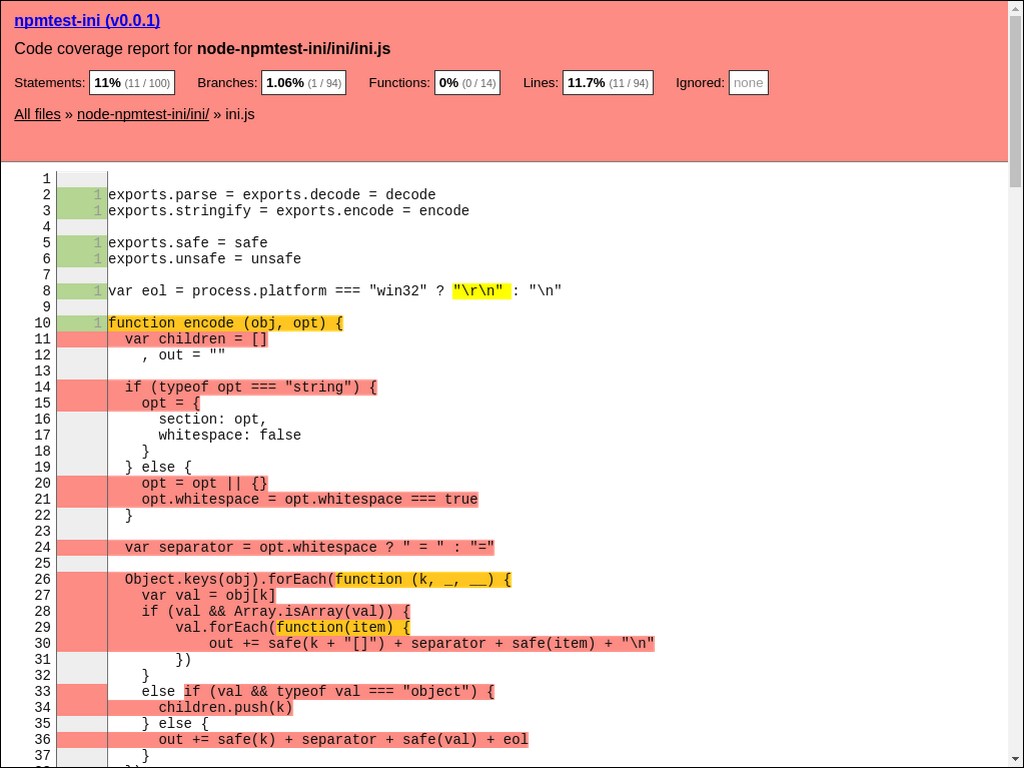 npmtest-ini (v0.0.1)
Code coverage report for node-npmtest-ini/ini/ini.js
Statements: 11% (11 / 100) Branches: 1.06% (1 / 94) Functions: 0% (0 / 14) Lines: 11.7% (11 / 94) Ignored: none
All files » node-npmtest-ini/ini/ » ini.js
1
2 1 exports.parse = exports.decode = decode
3 1 exports.stringify = exports.encode = encode
4
5 1 exports.safe = safe
6 1 exports.unsafe = unsafe
7
8 1 var eol = process.platform === "win32" ? "\r\n" : "\n"
9
10 1 function encode (obj, opt) {
11   var children = []
12     , out = ""
13
14   if (typeof opt === "string") {
15     opt = {
16       section: opt,
17       whitespace: false
18     }
19   } else {
20     opt = opt || {}
21     opt.whitespace = opt.whitespace === true
22   }
23
24   var separator = opt.whitespace ? " = " : "="
25
26   Object.keys(obj).forEach(function (k, _, __) {
27     var val = obj[k]
28     if (val && Array.isArray(val)) {
29         val.forEach(function(item) {
30             out += safe(k + "[]") + separator + safe(item) + "\n"
31         })
32     }
33     else if (val && typeof val === "object") {
34       children.push(k)
35     } else {
36       out += safe(k) + separator + safe(val) + eol
37     }